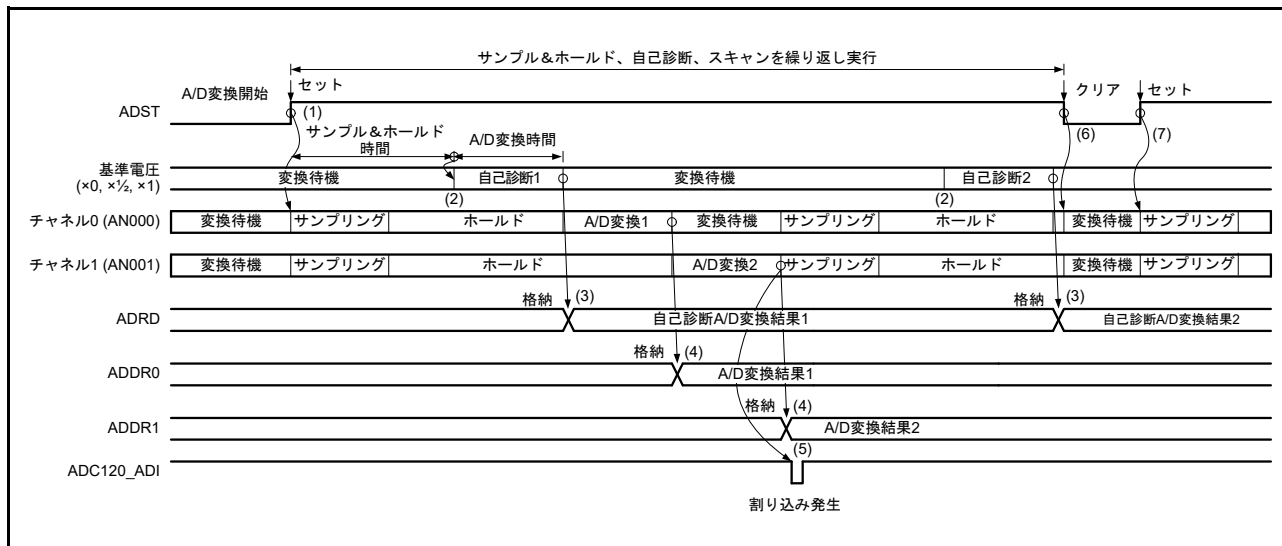 サンプル＆ホールド、自己診断、スキャンを繰り返し実行
A/D変換開始 セット クリア セット
ADST (1) (6) (7)
サンプル＆ホールド時間 A/D変換時間
基準電圧
(×0, ×½, ×1)
変換待機 自己診断1 変換待機 自己診断2
(2) (2)
チャネル0 (AN000) 変換待機 サンプリング ホールド A/D変換1 変換待機 サンプリング ホールド 変換待機 サンプリング
チャネル1 (AN001) 変換待機 サンプリング ホールド A/D変換2 サンプリング ホールド 変換待機 サンプリング
格納 (3) 格納 (3)
ADRD 自己診断A/D変換結果1 自己診断A/D変換結果2
格納 (4)
ADDR0 A/D変換結果1
格納 (4)
ADDR1 A/D変換結果2
(5)
ADC120_ADI
割り込み発生